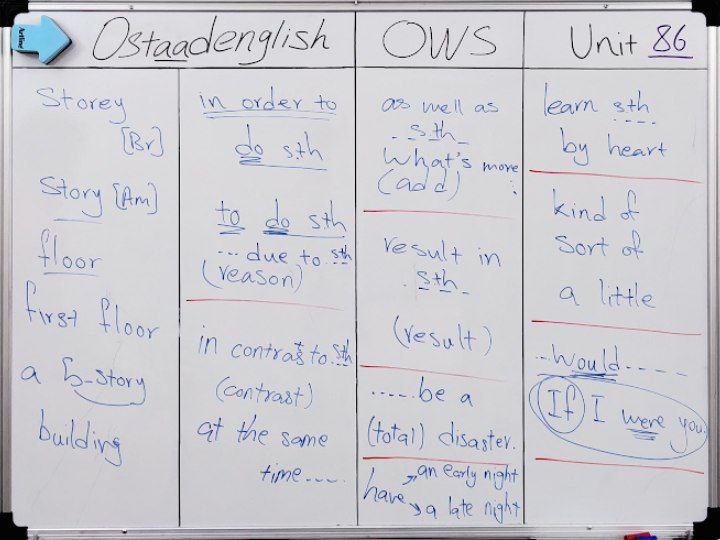 Artline
Ostaadenglish
OWS
Unit 86
Storey
[Br]
Story [Am]
floor
first floor
a 5-story
building
in order to
do sth
to do sth
... due to sth
(reason)
in contrast to sth
(contrast)
at the same
time ....
as well as
.. sth ..
What's more
(add) :
result in
. sth ..
(result)
..... be a
(total) disaster.
have an early night
a late night
learn sth
by heart
kind of
sort of
a little
... would ....
If I were you.